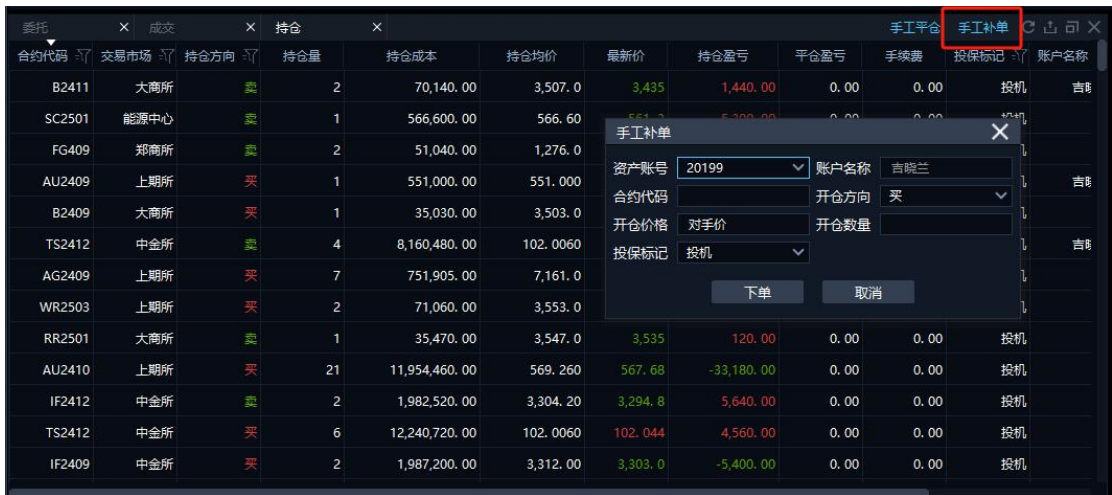 委托 成交 持仓 手工平仓 手工补单
合约代码 交易市场 持仓方向 持仓量 持仓成本 持仓均价 最新价 持仓盈亏 平仓盈亏 手续费 投保标记 账户名称
B2411 大商所 卖 2 70,140.00 3,507.0 3,435 1,440.00 0.00 0.00 投机
SC2501 能源中心 卖 1 566,600.00 566.60
手工补单
FG409 郑商所 卖 2 51,040.00 1,276.0
资产账号 20199 账户名称 吉晓兰
AU2409 上期所 买 1 551,000.00 551.000
合约代码 开仓方向 买
B2409 大商所 买 1 35,030.00 3,503.0
开仓价格 对手价 开仓数量
TS2412 中金所 卖 4 8,160,480.00 102.0060
投保标记 投机
AG2409 上期所 买 7 751,905.00 7,161.0
下单 取消
WR2503 上期所 买 2 71,060.00 3,553.0
RR2501 大商所 卖 1 35,470.00 3,547.0 3,535 120.00 0.00 0.00 投机
AU2410 上期所 买 21 11,954,460.00 569.260 567.68 -33,180.00 0.00 0.00 投机
IF2412 中金所 卖 2 1,982,520.00 3,304.20 3,294.8 5,640.00 0.00 0.00 投机
TS2412 中金所 买 6 12,240,720.00 102.0060 102.044 4,560.00 0.00 0.00 投机
IF2409 中金所 买 2 1,987,200.00 3,312.00 3,303.0 -5,400.00 0.00 0.00 投机